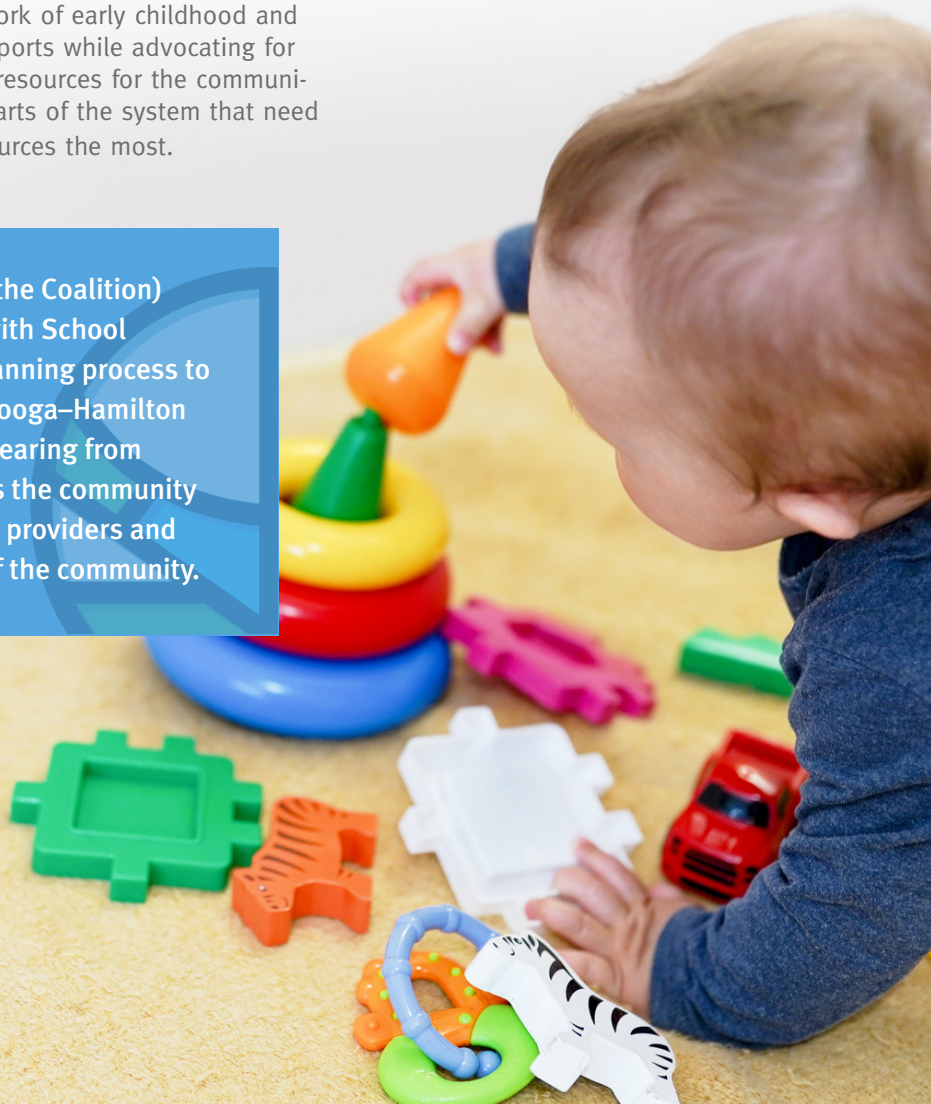 ork of early childhood and
ports while advocating for
resources for the communi-
arts of the system that need
urces the most.
the Coalition)
ith School
anning process to
ooga–Hamilton
earing from
s the community
providers and
f the community.